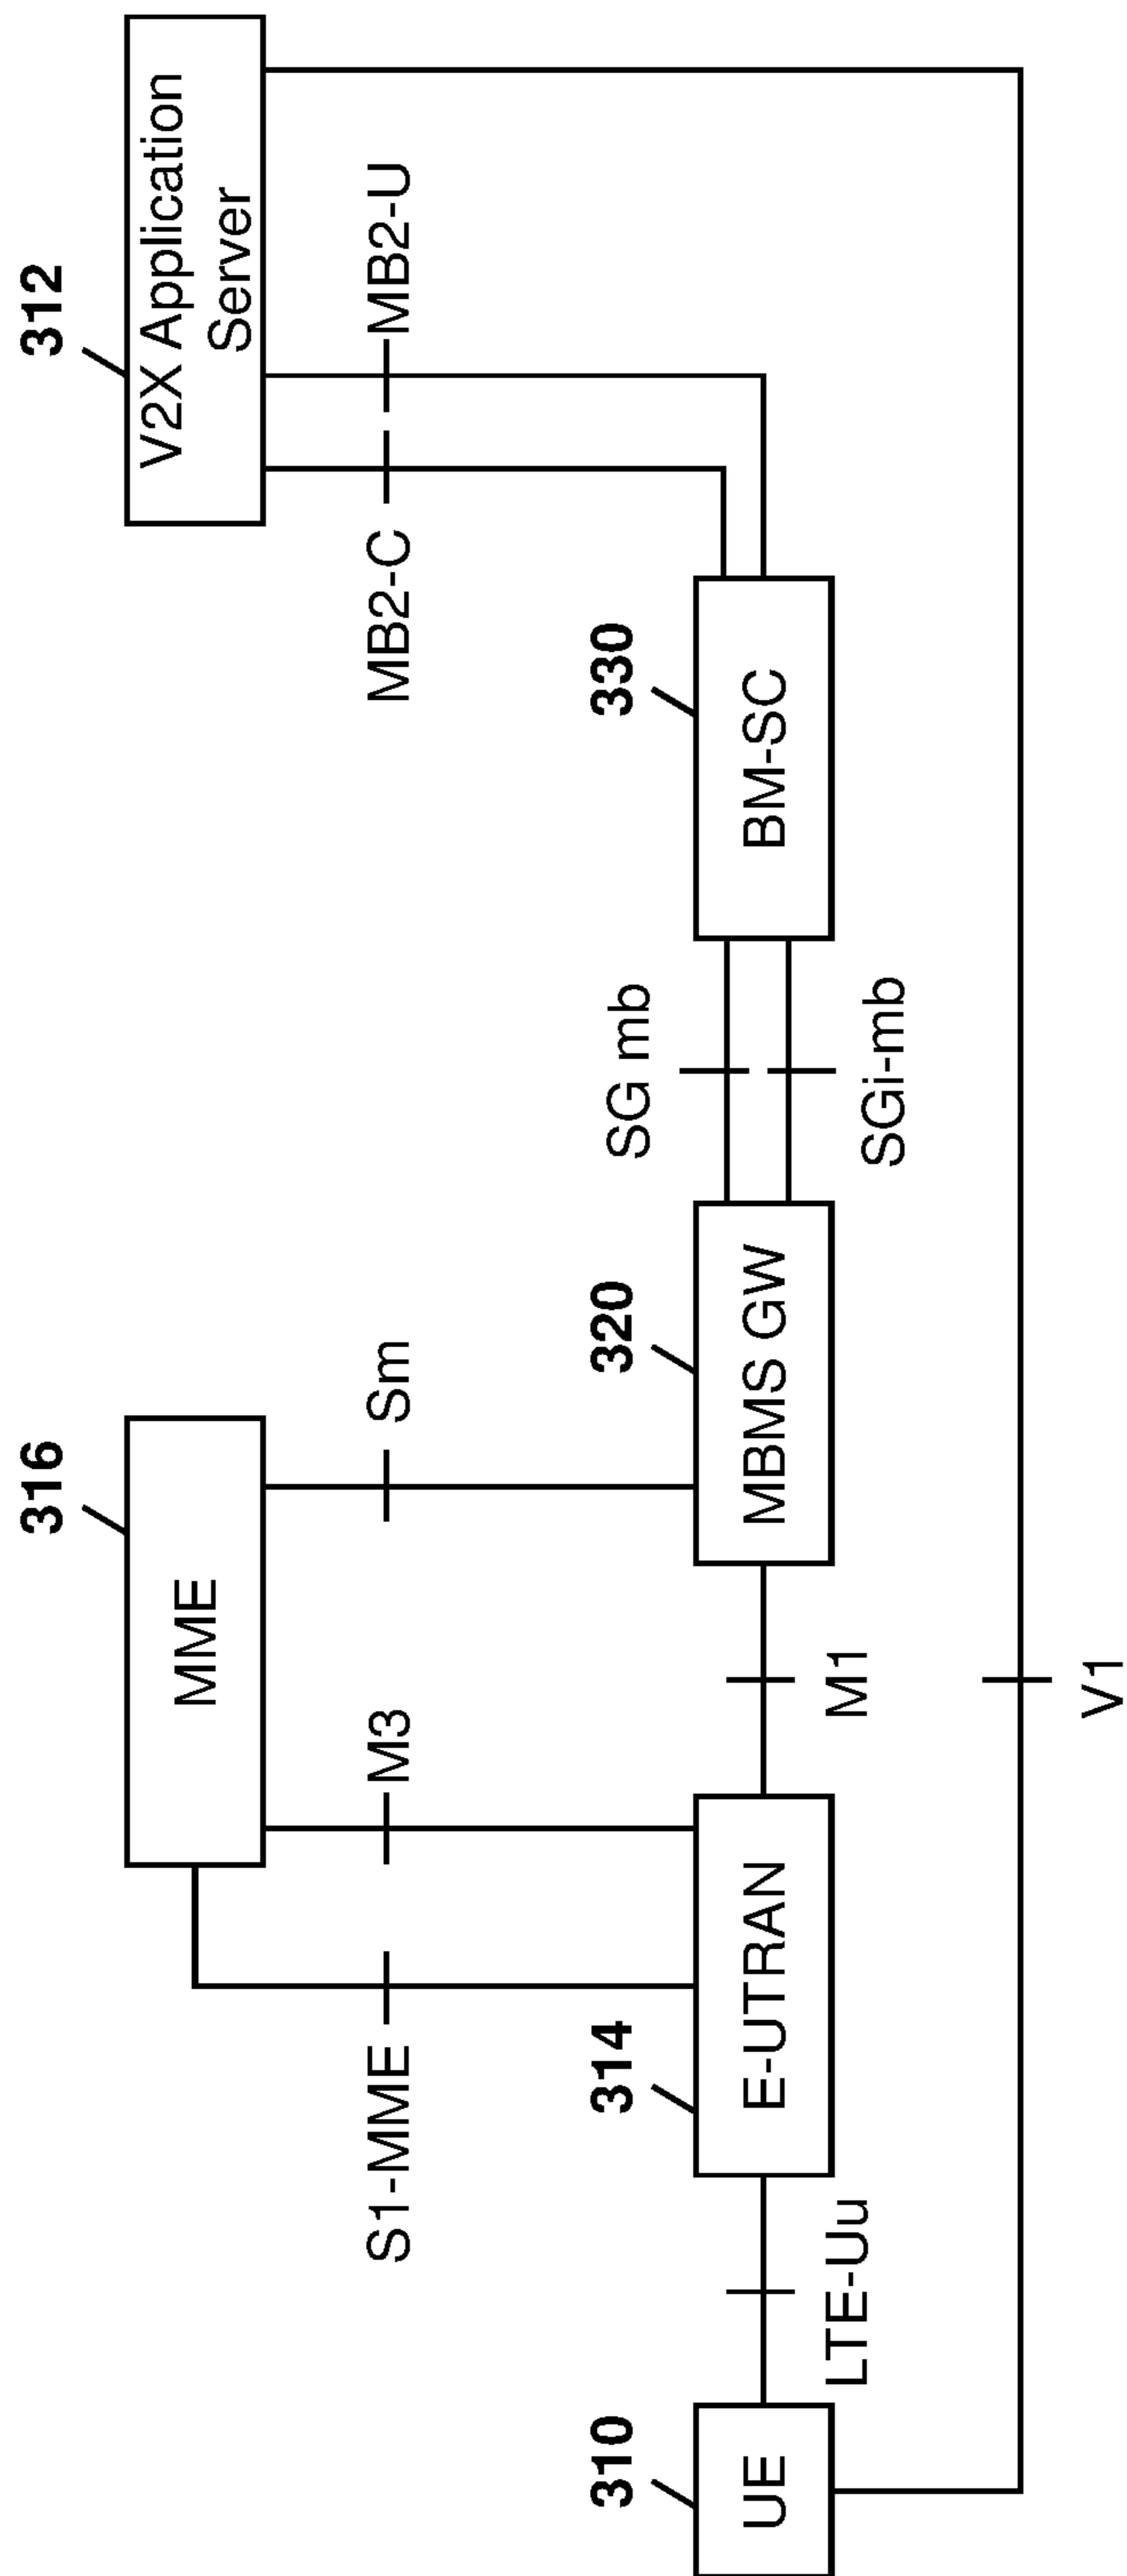 316
312
MME
V2X Application
Server
S1-MME
M3
Sm
MB2-C
MB2-U
310
314
320
330
SG mb
UE
E-UTRAN
MBMS GW
BM-SC
LTE-Uu
M1
SGi-mb
V1